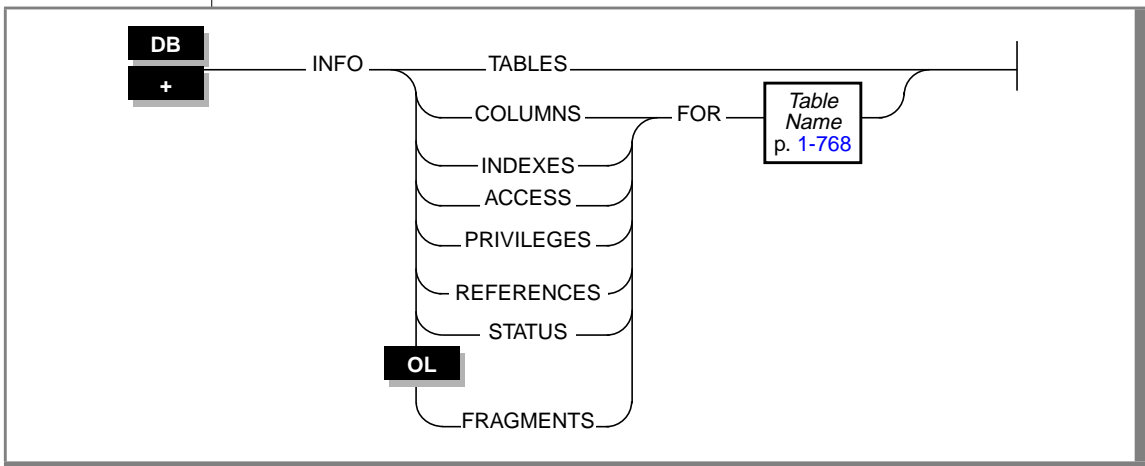 DB
+
INFO
TABLES
COLUMNS
FOR
Table
Name
p. 1-768
INDEXES
ACCESS
PRIVILEGES
REFERENCES
STATUS
OL
FRAGMENTS